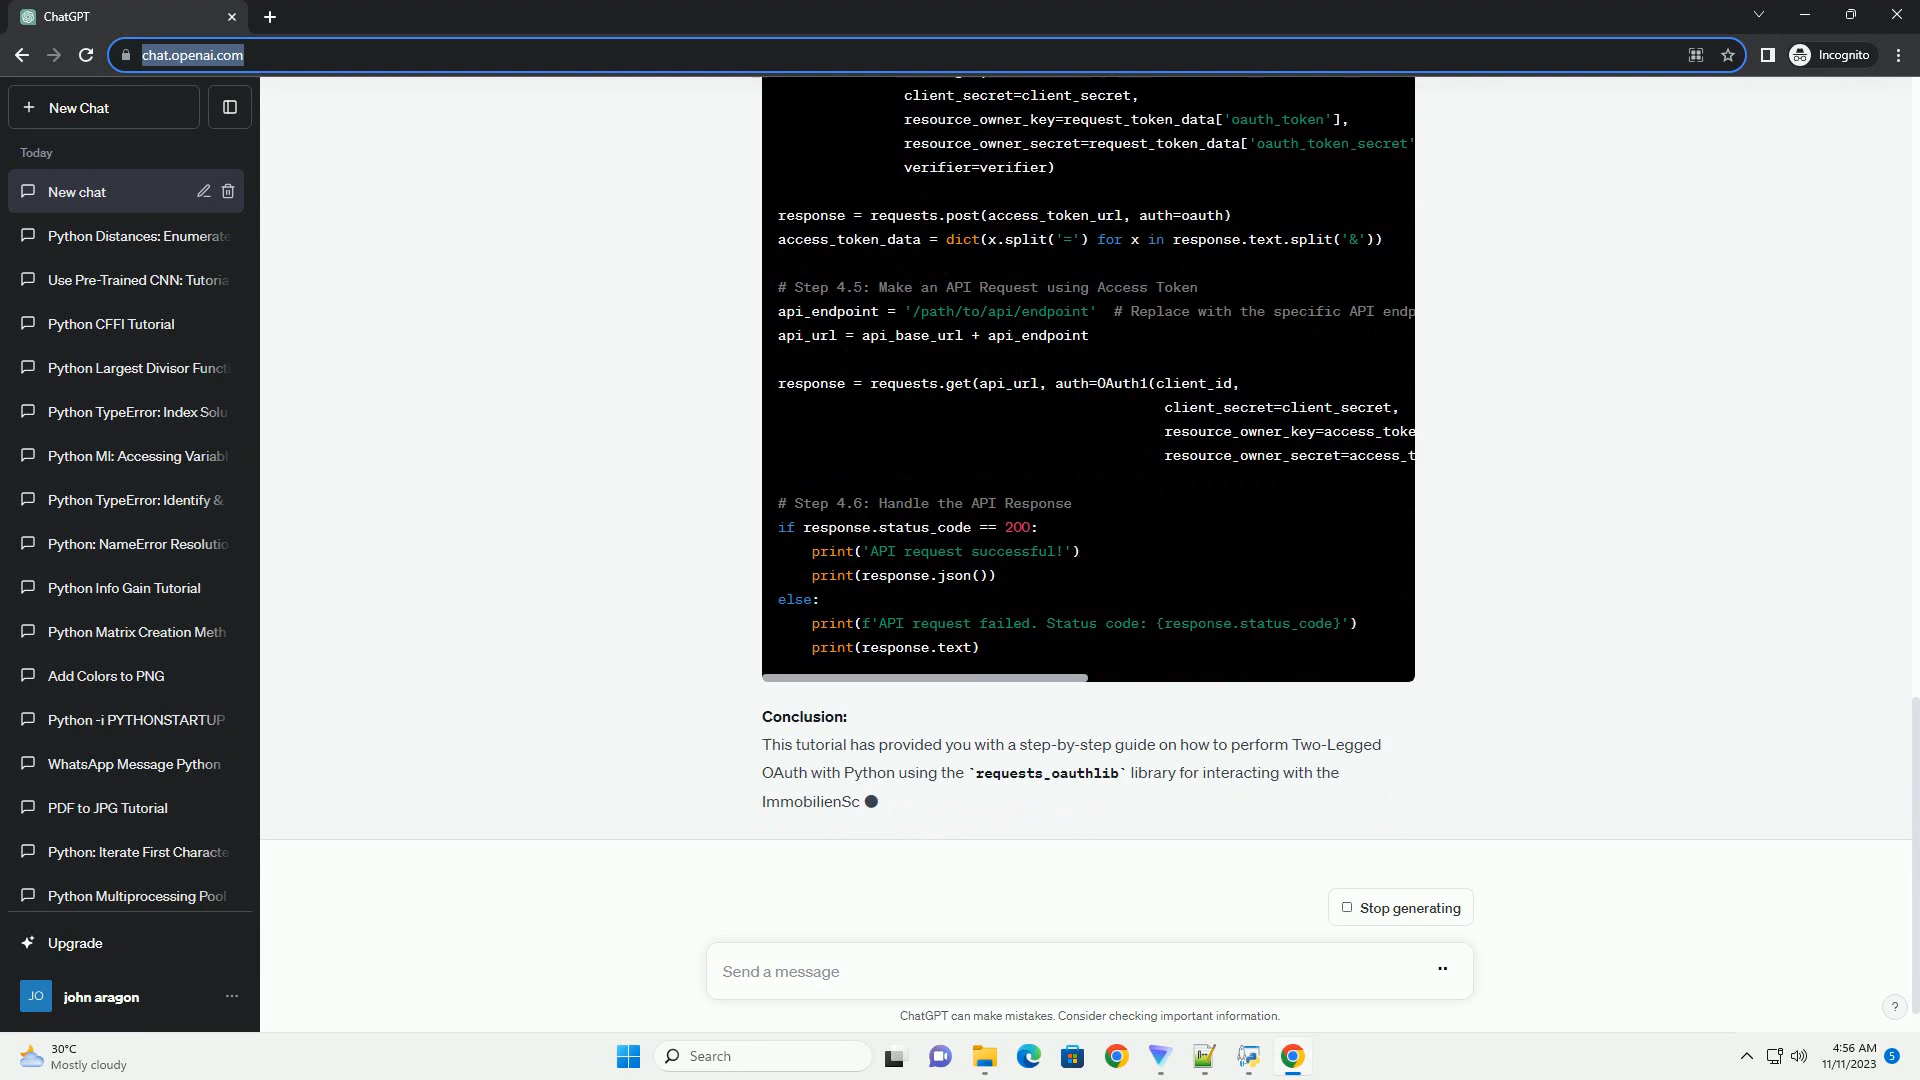 ChatGPT
chat.openai.com
Incognito
New Chat
Today
New chat
Python Distances: Enumerate
Use Pre-Trained CNN: Tutoria
Python CFFI Tutorial
Python Largest Divisor Functi
Python TypeError: Index Solu
Python MI: Accessing Variabl
Python TypeError: Identify &
Python: NameError Resolutio
Python Info Gain Tutorial
Python Matrix Creation Meth
Add Colors to PNG
Python -i PYTHONSTARTUP
WhatsApp Message Python
PDF to JPG Tutorial
Python: Iterate First Characte
Python Multiprocessing Pool
Upgrade
JO john aragon
client_secret=client_secret,
resource_owner_key=request_token_data['oauth_token'],
resource_owner_secret=request_token_data['oauth_token_secret'
verifier=verifier)
response = requests.post(access_token_url, auth=oauth)
access_token_data = dict(x.split('=') for x in response.text.split('&'))
# Step 4.5: Make an API Request using Access Token
api_endpoint = '/path/to/api/endpoint'  # Replace with the specific API endp
api_url = api_base_url + api_endpoint
response = requests.get(api_url, auth=OAuth1(client_id,
client_secret=client_secret,
resource_owner_key=access_toke
resource_owner_secret=access_t
# Step 4.6: Handle the API Response
if response.status_code == 200:
print('API request successful!')
print(response.json())
else:
print(f'API request failed. Status code: {response.status_code}')
print(response.text)
Conclusion:
This tutorial has provided you with a step-by-step guide on how to perform Two-Legged
OAuth with Python using the `requests_oauthlib` library for interacting with the
ImmobilienSc
Stop generating
Send a message
ChatGPT can make mistakes. Consider checking important information.
?
30°C
Mostly cloudy
Search
4:56 AM
11/11/2023
5